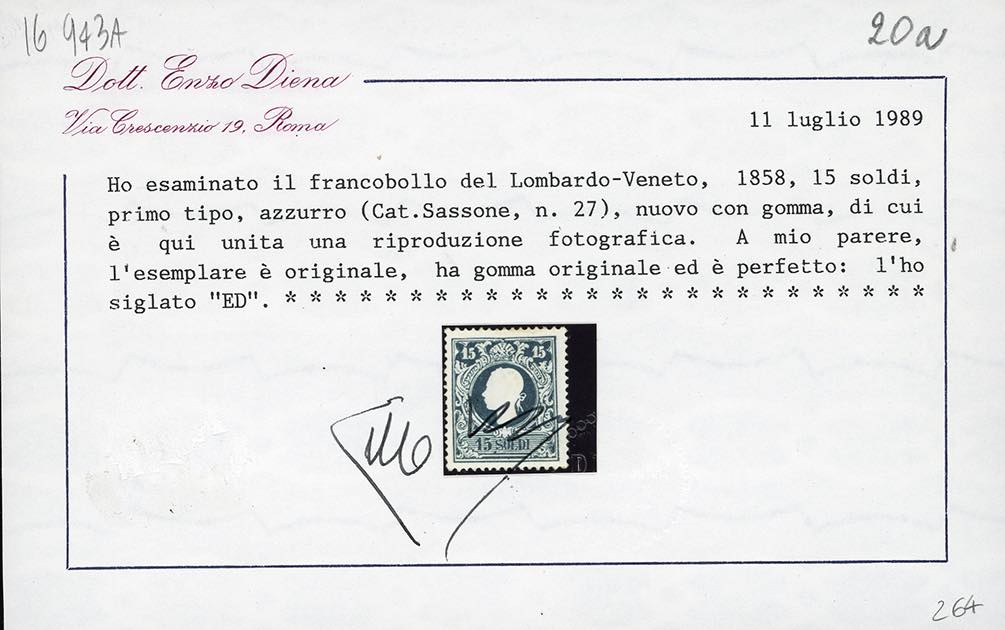 16 943A
20a
Dott. Enzo Diena
Via Crescenzio 19, Roma
11 luglio 1989
Ho esaminato il francobollo del Lombardo-Veneto, 1858, 15 soldi,
primo tipo, azzurro (Cat.Sassone, n. 27), nuovo con gomma, di cui
è qui unita una riproduzione fotografica. A mio parere,
l'esemplare è originale, ha gomma originale ed è perfetto: l'ho
siglato "ED". * * * * * * * * * * * * * * * * * * * * * * * * * *
15 15
15 SOLDI
264